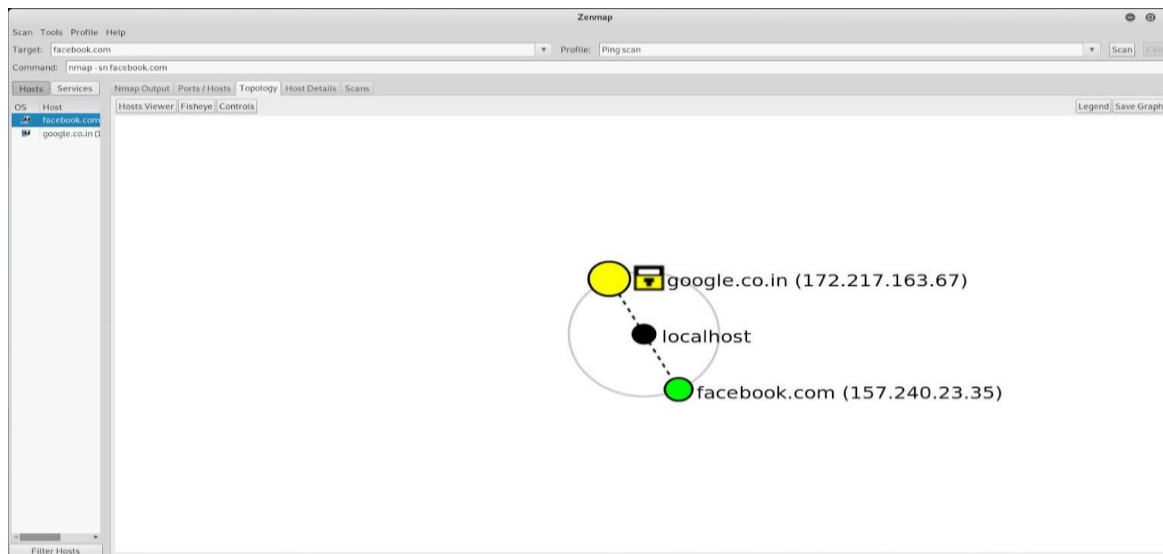 Zenmap
Scan Tools Profile Help
Target: facebook.com Profile: Ping scan Scan
Command: nmap -sn facebook.com
Hosts Services Nmap Output Ports / Hosts Topology Host Details Scans
OS Host Hosts Viewer Fisheye Controls Legend Save Graph
facebook.com
google.co.in (1
google.co.in (172.217.163.67)
localhost
facebook.com (157.240.23.35)
Filter Hosts